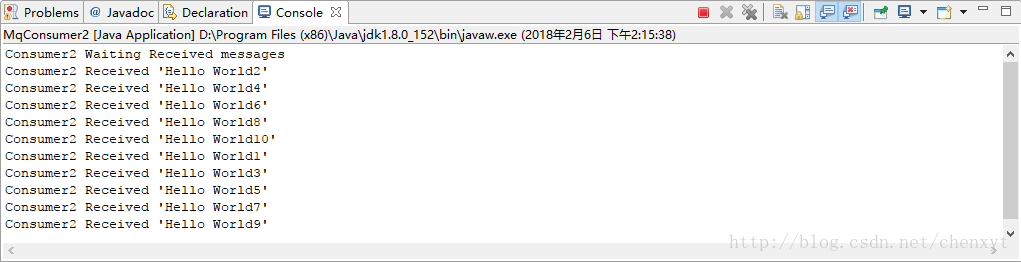 Problems @ Javadoc Declaration Console
MqConsumer2 [Java Application] D:\Program Files (x86)\Java\jdk1.8.0_152\bin\javaw.exe (2018年2月6日 下午2:15:38)
Consumer2 Waiting Received messages
Consumer2 Received 'Hello World2'
Consumer2 Received 'Hello World4'
Consumer2 Received 'Hello World6'
Consumer2 Received 'Hello World8'
Consumer2 Received 'Hello World10'
Consumer2 Received 'Hello World1'
Consumer2 Received 'Hello World3'
Consumer2 Received 'Hello World5'
Consumer2 Received 'Hello World7'
Consumer2 Received 'Hello World9'
http://blog.csdn.net/chenxyt